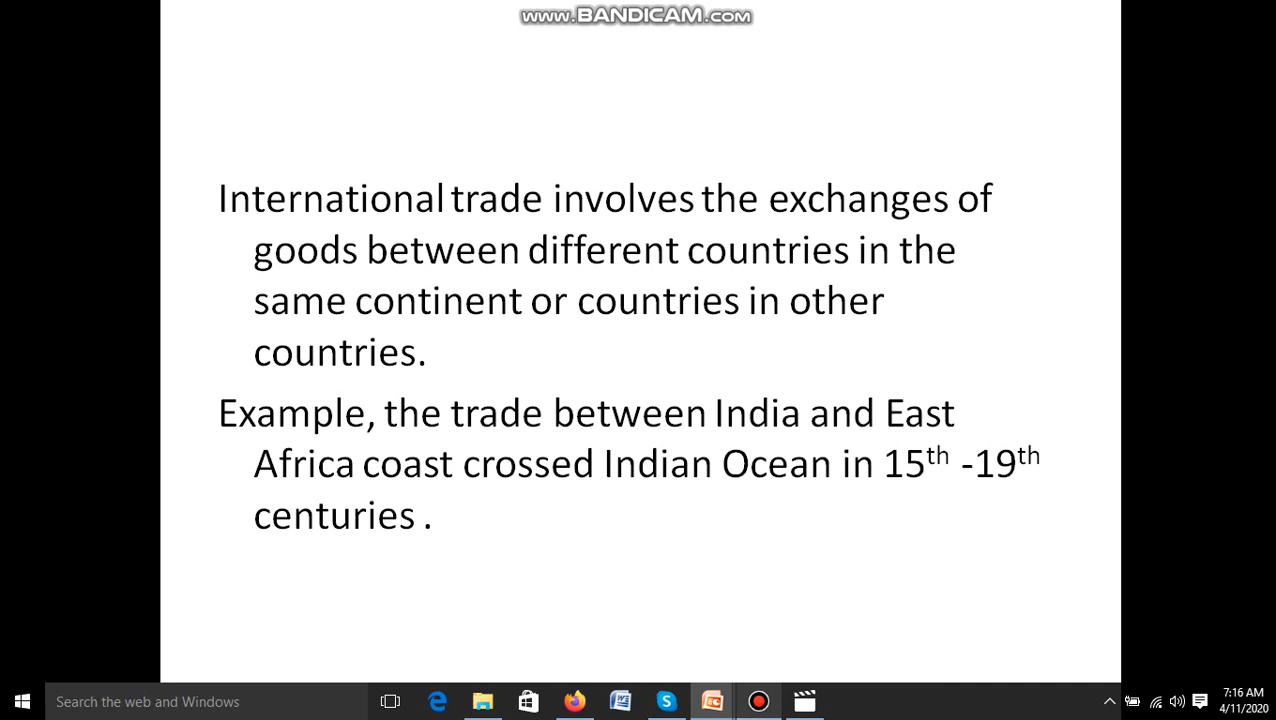 www.BANDICAM.com
International trade involves the exchanges of
goods between different countries in the
same continent or countries in other
countries.
Example, the trade between India and East
Africa coast crossed Indian Ocean in 15th -19th
centuries .
Search the web and Windows
7:16 AM
4/11/2020